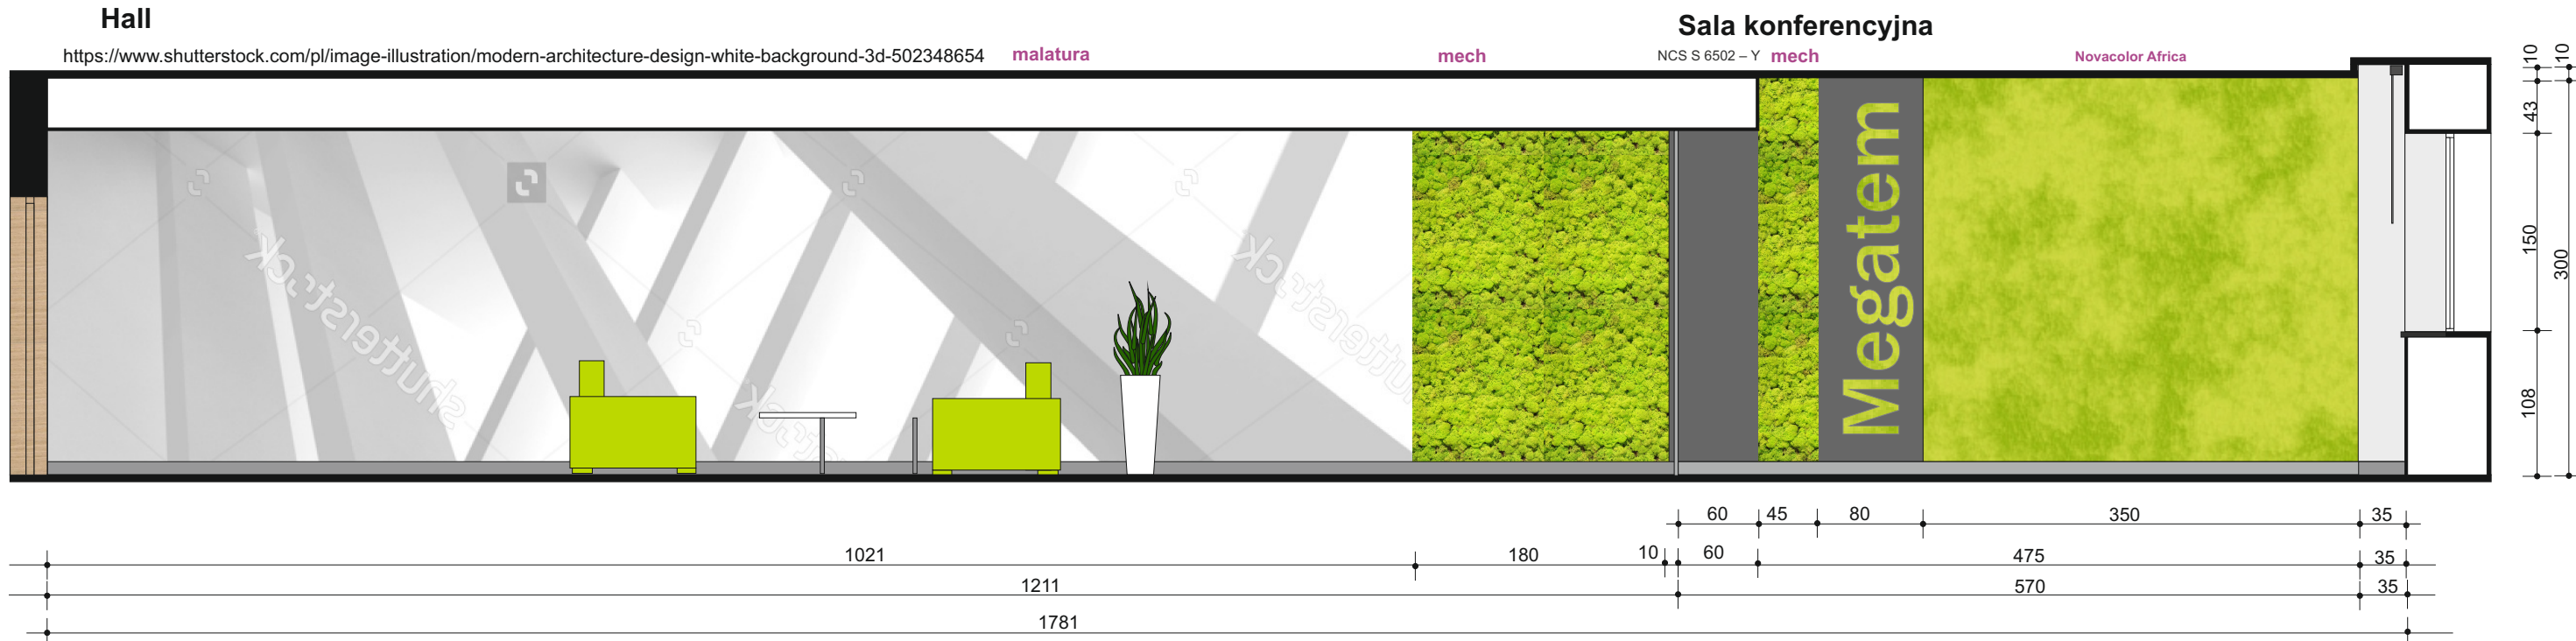 Hall
Sala konferencyjna
https://www.shutterstock.com/pl/image-illustration/modern-architecture-design-white-background-3d-502348654 malatura mech NCS S 6502 – Y mech Novacolor Africa
10 10
43
150
300
108
Megatem
shutterstock
60 45 80 350 35
1021 180 10 60 475 35
1211 570 35
1781